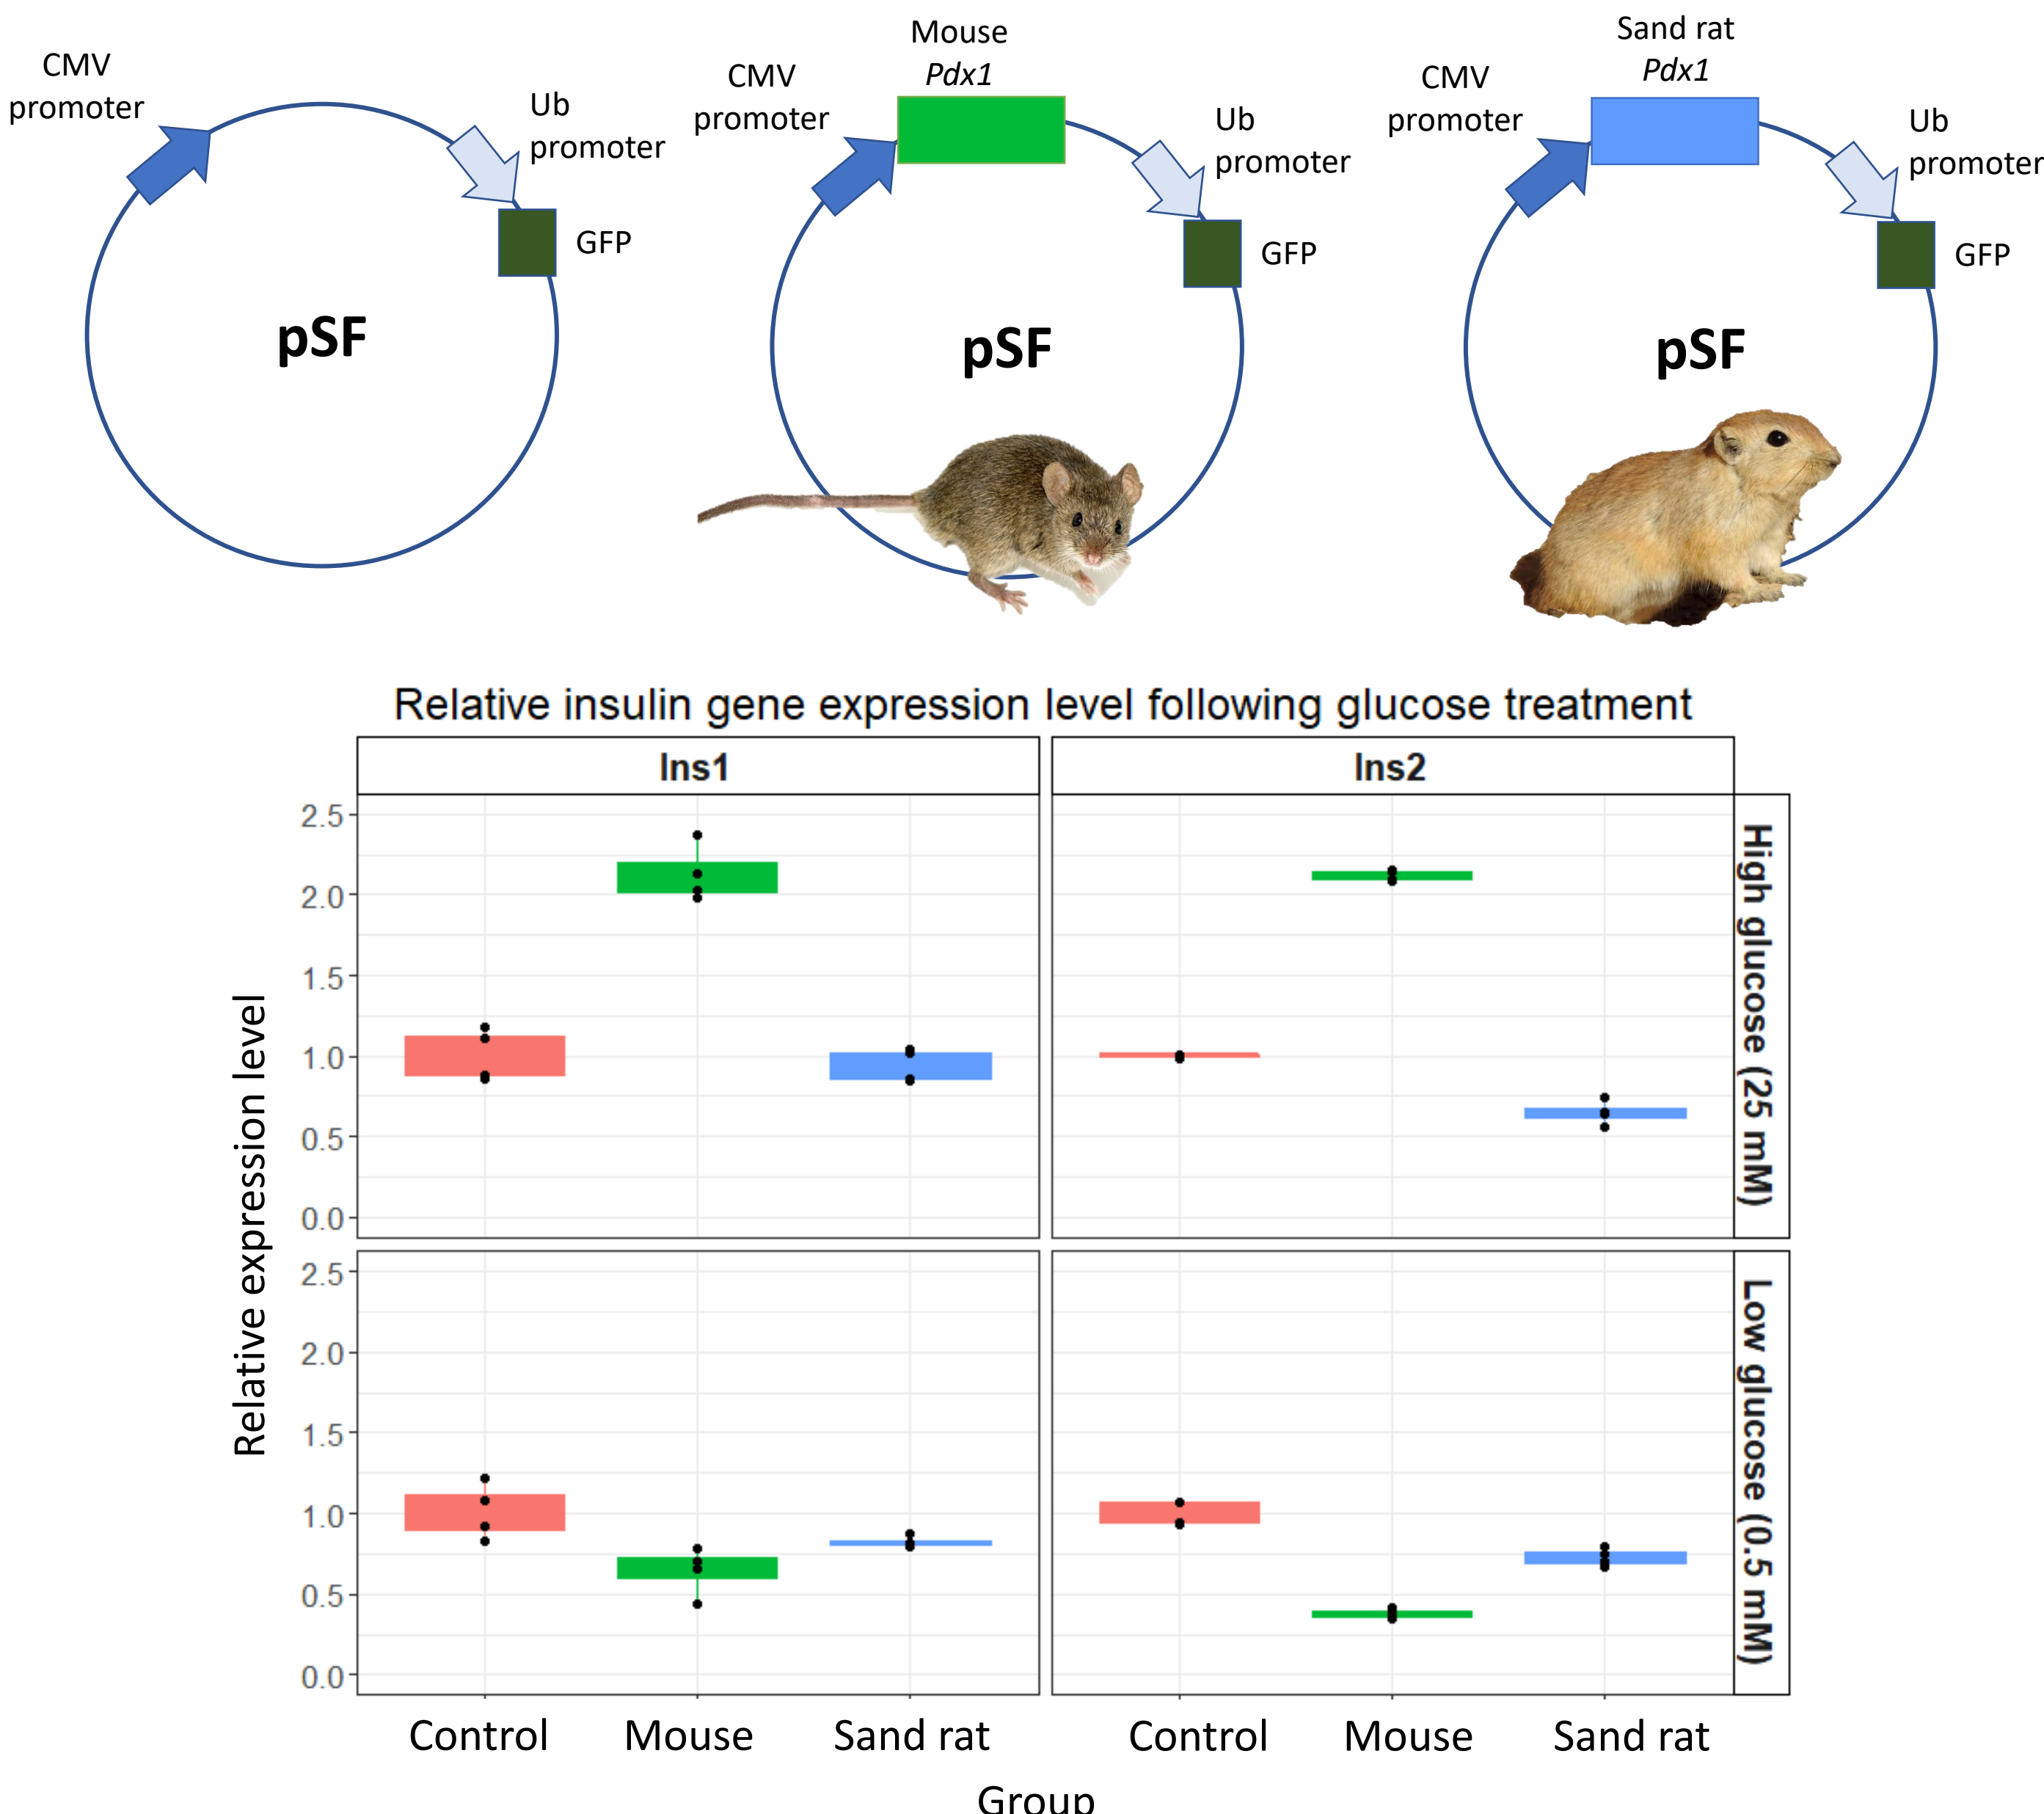 CMV
promoter
Ub
promoter
GFP
pSF
Mouse
Pdx1
CMV
promoter
Ub
promoter
GFP
pSF
Sand rat
Pdx1
CMV
promoter
Ub
promoter
GFP
pSF
Relative insulin gene expression level following glucose treatment
Ins1
Ins2
Relative expression level
2.5
2.0
1.5
1.0
0.5
0.0
High glucose (25 mM)
2.5
2.0
1.5
1.0
0.5
0.0
Low glucose (0.5 mM)
Control Mouse Sand rat
Control Mouse Sand rat
Group